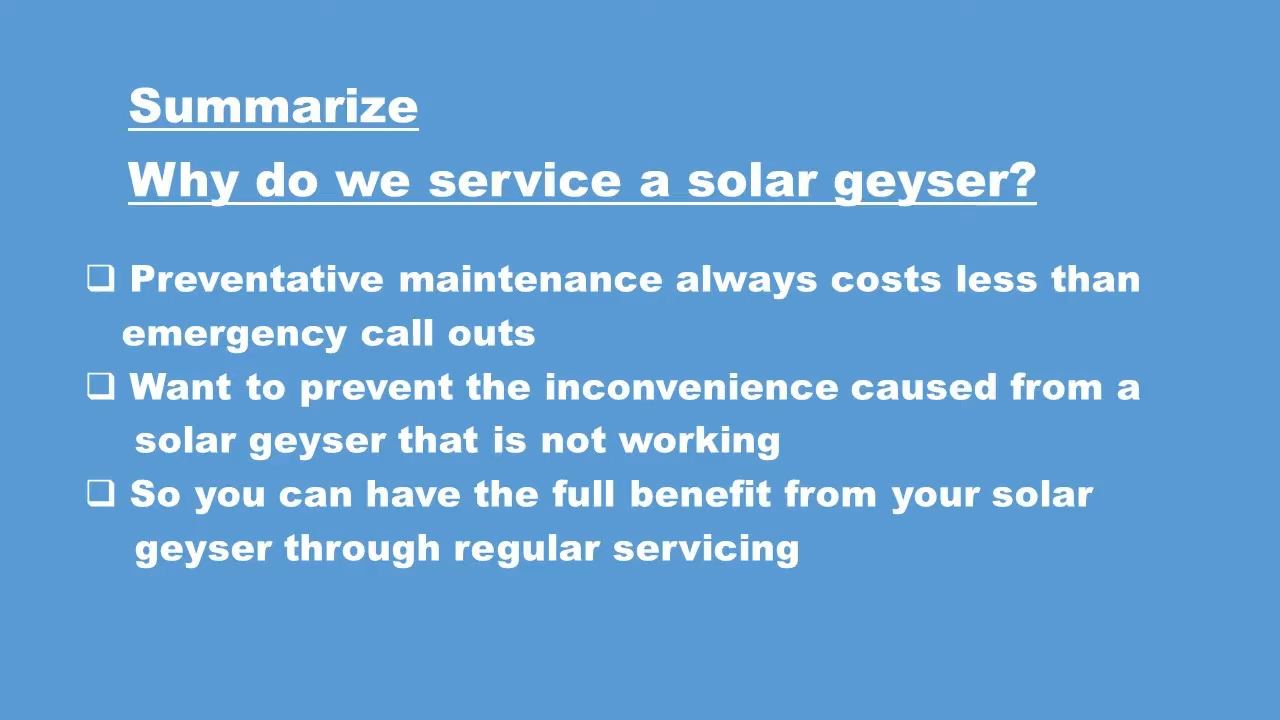 Summarize
Why do we service a solar geyser?
❑ Preventative maintenance always costs less than
emergency call outs
❑ Want to prevent the inconvenience caused from a
solar geyser that is not working
❑ So you can have the full benefit from your solar
geyser through regular servicing